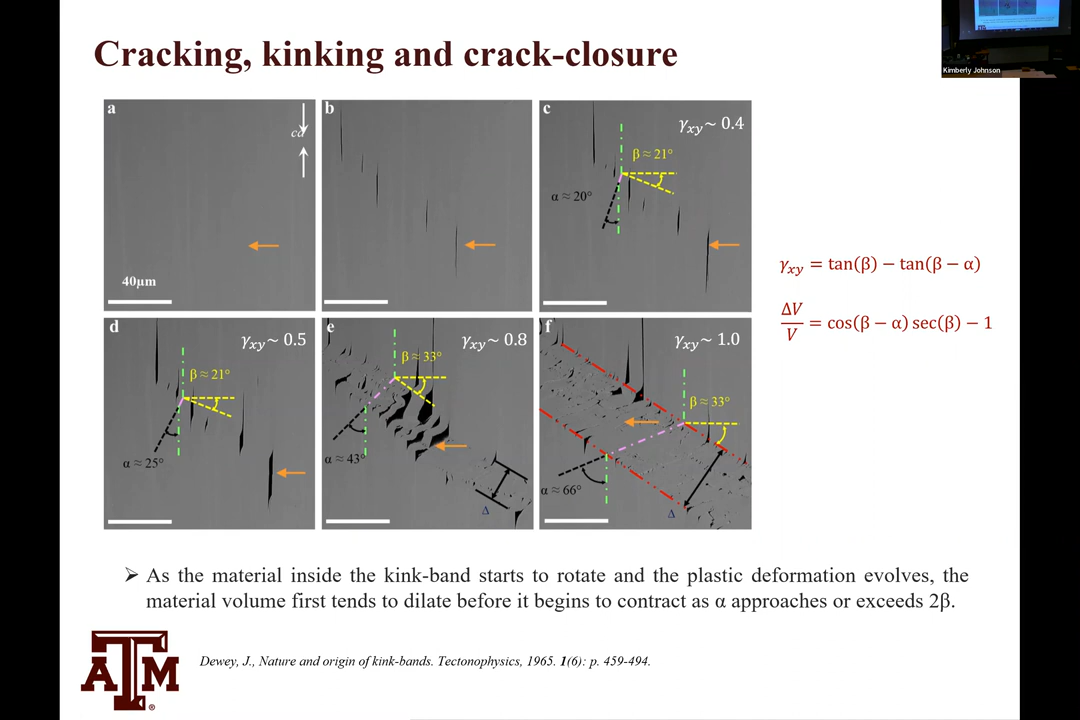 Cracking, kinking and crack-closure
Kimberly Johnson
a
40μm
b
c
γxy~ 0.4
β ≈ 21°
α ≈ 20°
d
γxy~ 0.5
β ≈ 21°
α ≈ 25°
e
γxy~ 0.8
β ≈ 33°
α ≈ 43°
Δ
f
γxy~ 1.0
β ≈ 33°
α ≈ 66°
Δ
γxy = tan(β) − tan(β − α)
ΔV/V = cos(β − α) sec(β) − 1
➢ As the material inside the kink-band starts to rotate and the plastic deformation evolves, the
material volume first tends to dilate before it begins to contract as α approaches or exceeds 2β.
ATM®
Dewey, J., Nature and origin of kink-bands. Tectonophysics, 1965. 1(6): p. 459-494.